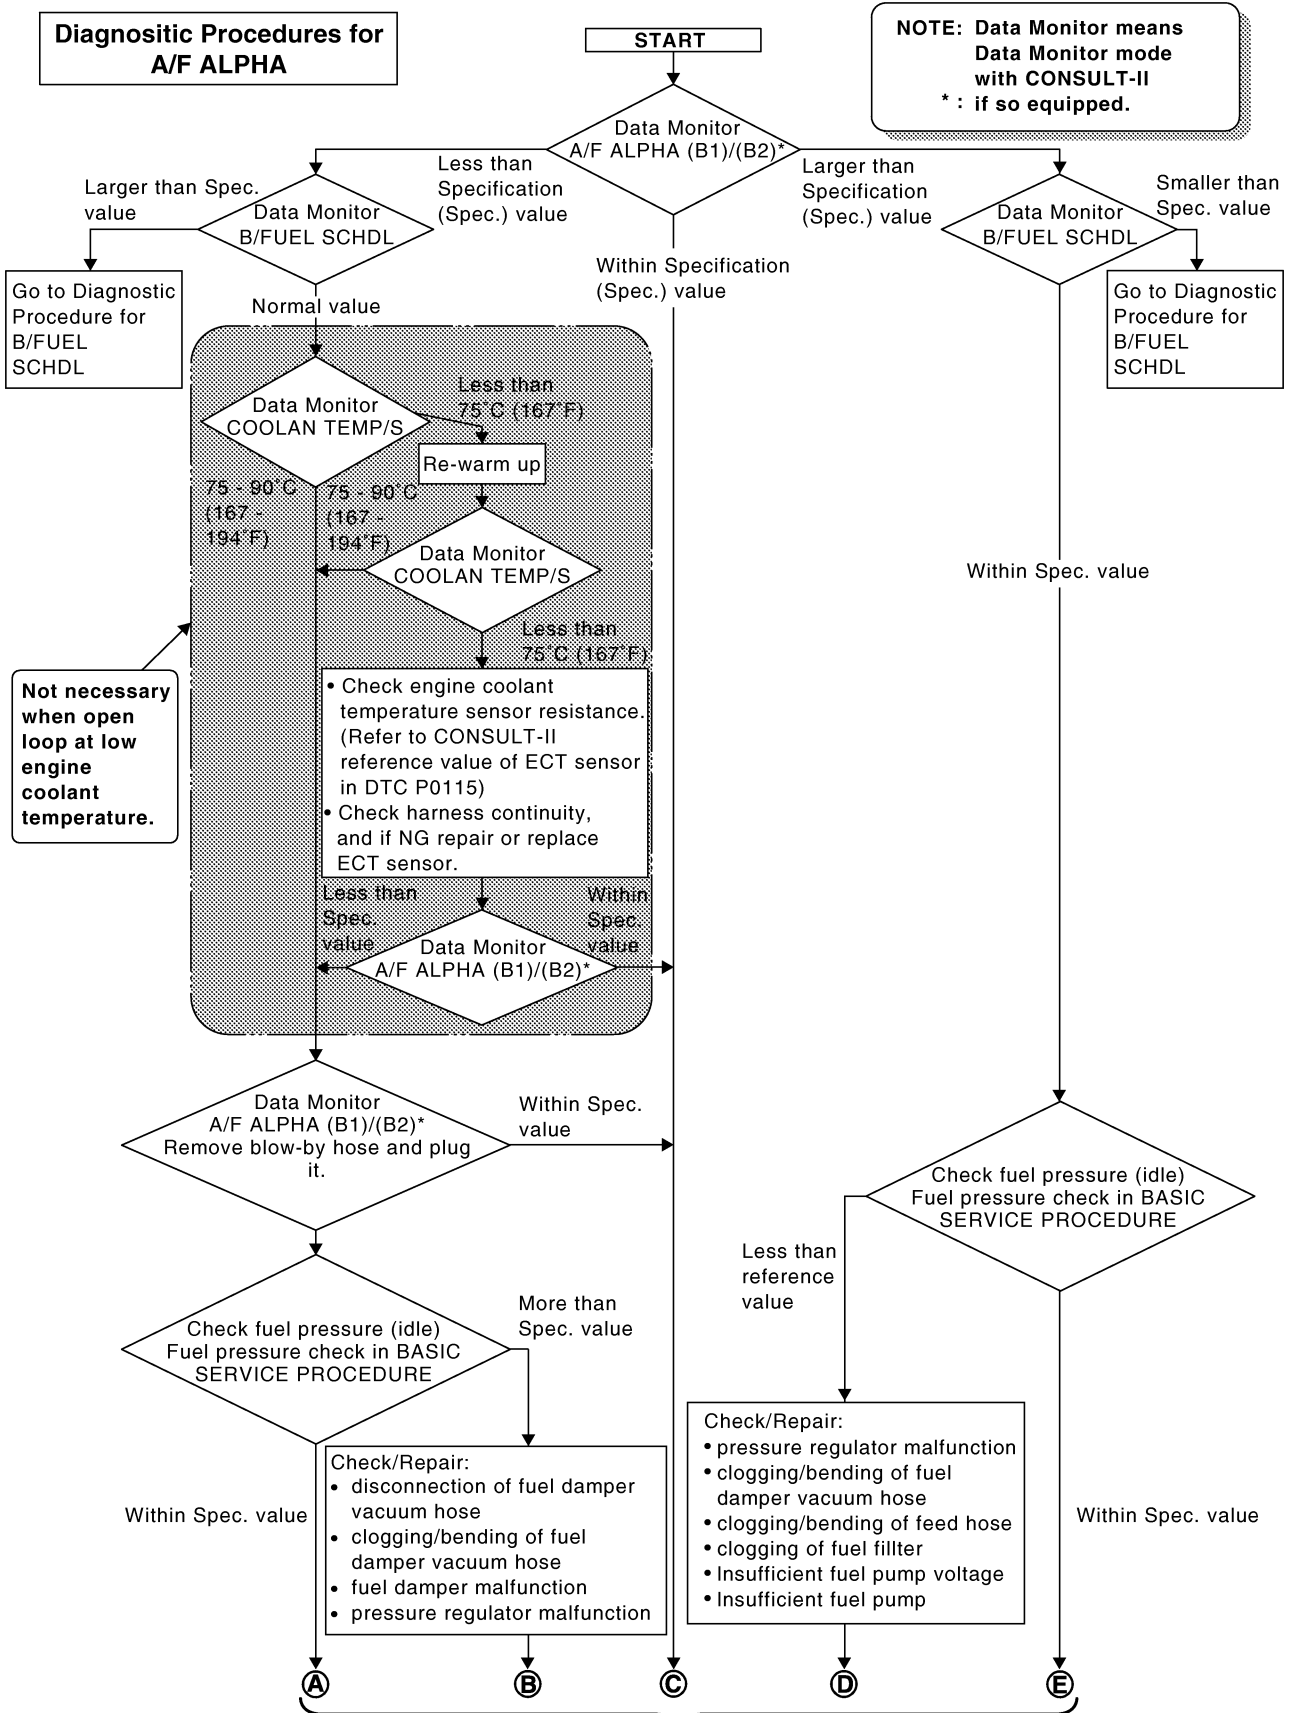 Diagnositic Procedures for
A/F ALPHA
START
NOTE: Data Monitor means
Data Monitor mode
with CONSULT-II
* : if so equipped.
Data Monitor
A/F ALPHA (B1)/(B2)*
Less than
Specification
(Spec.) value
Larger than
Specification
(Spec.) value
Within Specification
(Spec.) value
Larger than Spec.
value
Data Monitor
B/FUEL SCHDL
Data Monitor
B/FUEL SCHDL
Smaller than
Spec. value
Go to Diagnostic
Procedure for
B/FUEL
SCHDL
Normal value
Go to Diagnostic
Procedure for
B/FUEL
SCHDL
Data Monitor
COOLAN TEMP/S
Less than
75˚C (167˚F)
Re-warm up
75 - 90˚C
(167 -
194˚F)
75 - 90˚C
(167 -
194˚F)
Data Monitor
COOLAN TEMP/S
Within Spec. value
Less than
75˚C (167˚F)
Not necessary
when open
loop at low
engine
coolant
temperature.
• Check engine coolant
temperature sensor resistance.
(Refer to CONSULT-II
reference value of ECT sensor
in DTC P0115)
• Check harness continuity,
and if NG repair or replace
ECT sensor.
Less than
Spec.
value
Within
Spec.
value
Data Monitor
A/F ALPHA (B1)/(B2)*
Data Monitor
A/F ALPHA (B1)/(B2)*
Remove blow-by hose and plug
it.
Within Spec.
value
Check fuel pressure (idle)
Fuel pressure check in BASIC
SERVICE PROCEDURE
Less than
reference
value
Check fuel pressure (idle)
Fuel pressure check in BASIC
SERVICE PROCEDURE
More than
Spec. value
Within Spec. value
Check/Repair:
• disconnection of fuel damper
vacuum hose
• clogging/bending of fuel
damper vacuum hose
• fuel damper malfunction
• pressure regulator malfunction
Check/Repair:
• pressure regulator malfunction
• clogging/bending of fuel
damper vacuum hose
• clogging/bending of feed hose
• clogging of fuel fillter
• Insufficient fuel pump voltage
• Insufficient fuel pump
Within Spec. value
A
B
C
D
E